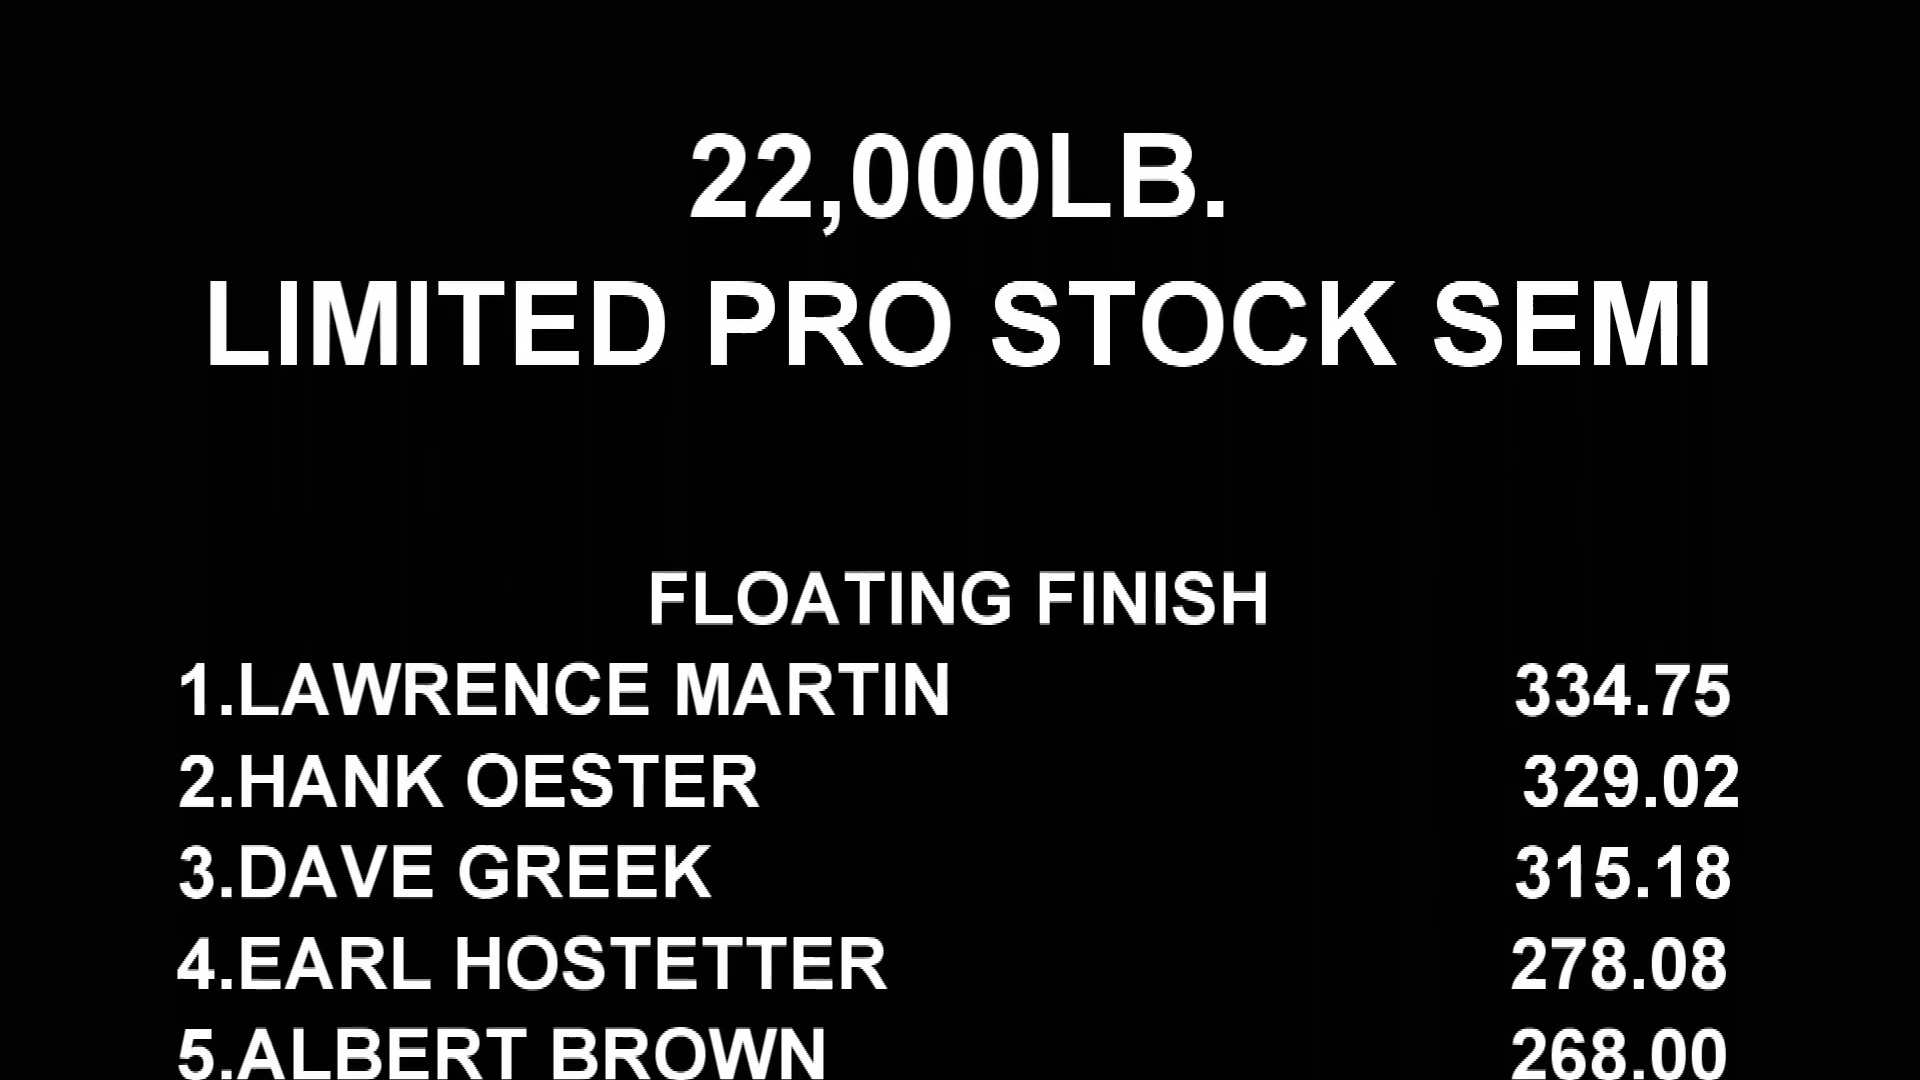 22,000LB.
LIMITED PRO STOCK SEMI
FLOATING FINISH
1.LAWRENCE MARTIN 334.75
2.HANK OESTER 329.02
3.DAVE GREEK 315.18
4.EARL HOSTETTER 278.08
5.ALBERT BROWN 268.00